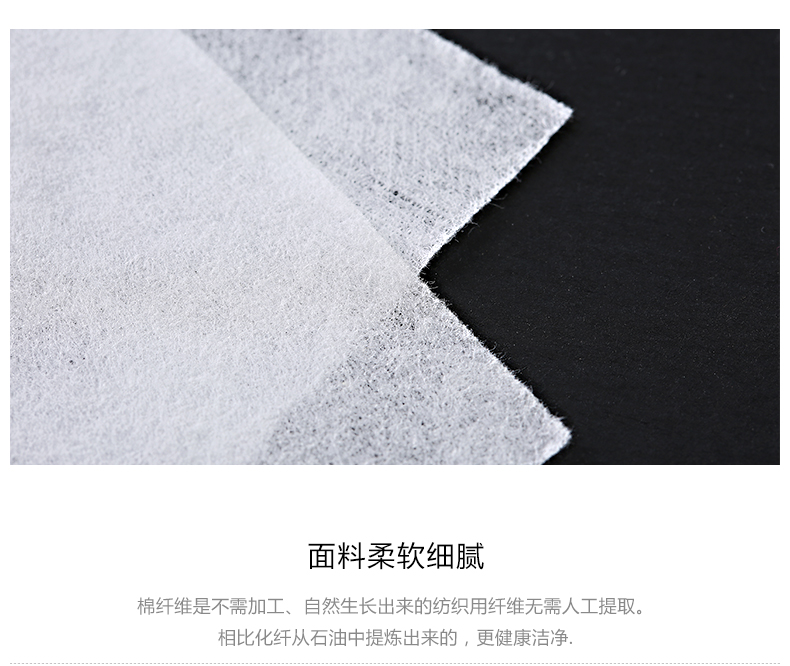 面料柔软细腻
棉纤维是不需加工、自然生长出来的纺织用纤维无需人工提取。
相比化纤从石油中提炼出来的，更健康洁净.